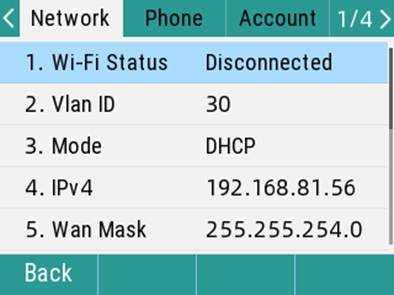 Network Phone Account 1/4
1. Wi-Fi Status Disconnected
2. Vlan ID 30
3. Mode DHCP
4. IPv4 192.168.81.56
5. Wan Mask 255.255.254.0
Back